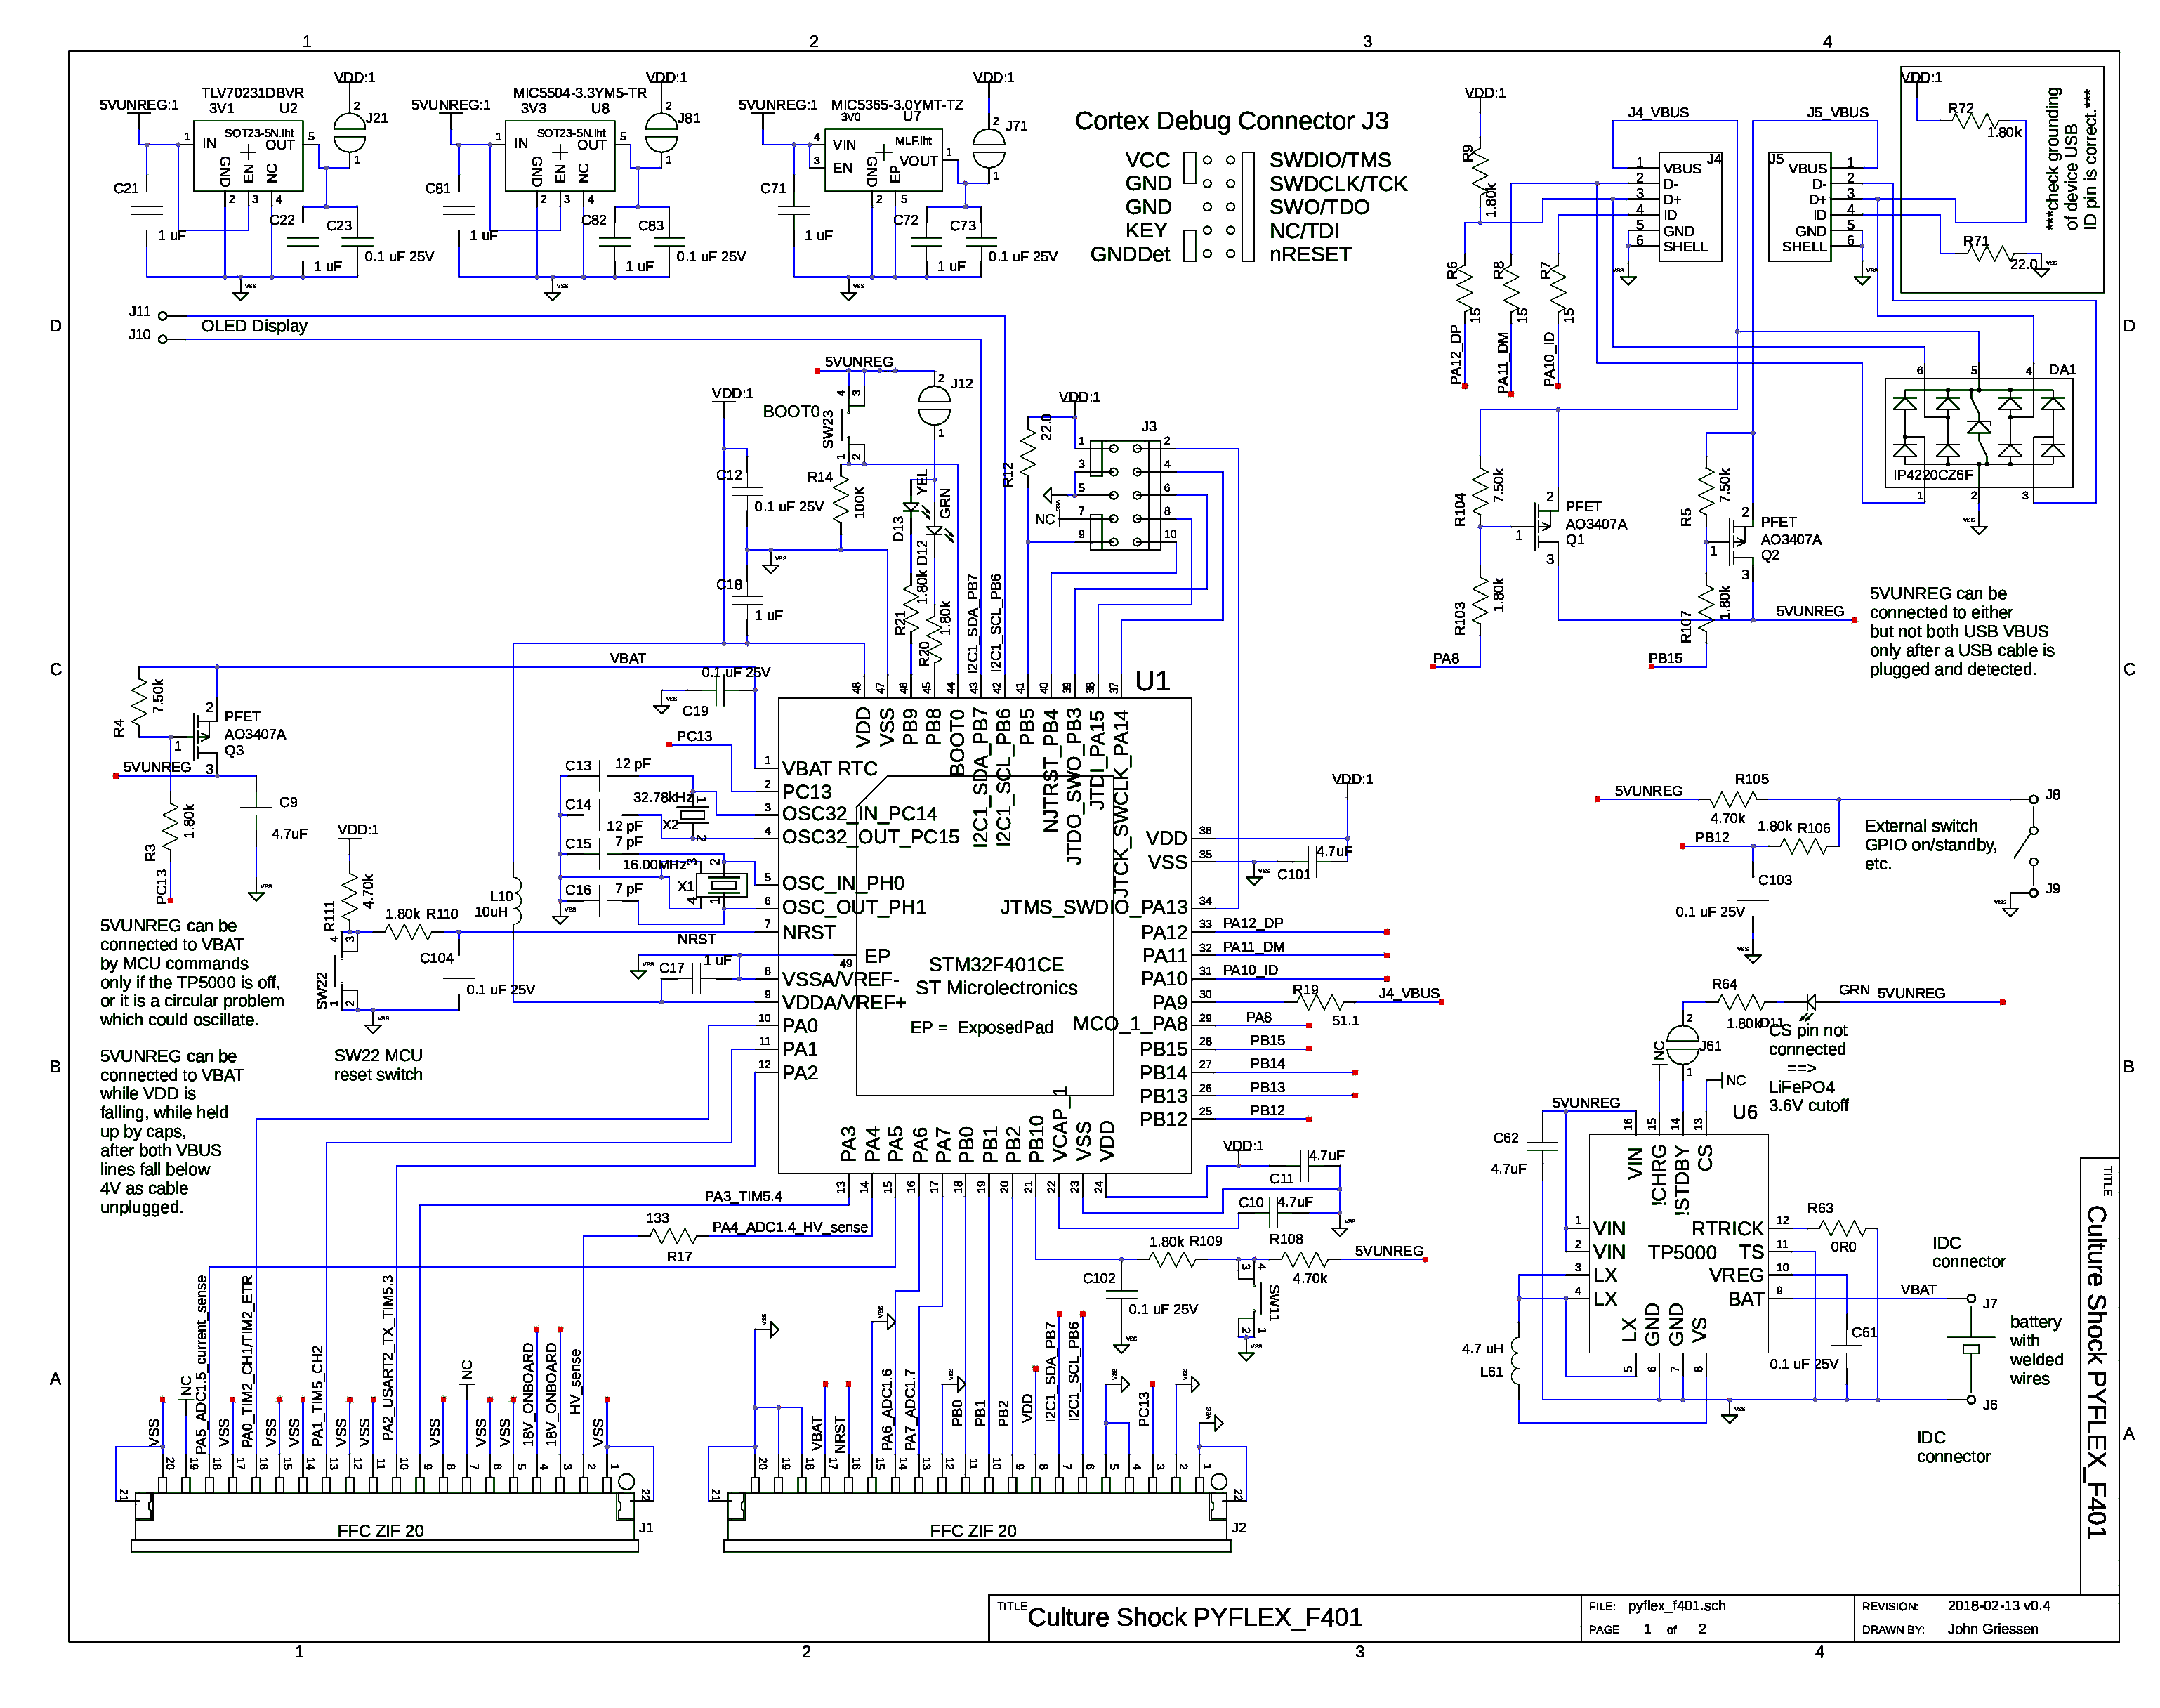 1
2
3
4
D
C
B
A
VDD:1
5VUNREG:1
TLV70231DBVR
3V1
U2
J21
SOT23-5N.lht
IN
OUT
GND
EN
NC
C21
1 uF
C22
1 uF
C23
0.1 uF 25V
VSS
VDD:1
5VUNREG:1
MIC5504-3.3YM5-TR
3V3
U8
J81
SOT23-5N.lht
IN
OUT
GND
EN
NC
C81
1 uF
C82
1 uF
C83
0.1 uF 25V
VSS
VDD:1
5VUNREG:1
MIC5365-3.0YMT-TZ
3V0
U7
J71
MLF.lht
VIN
EN
VOUT
GND
EP
C71
1 uF
C72
1 uF
C73
0.1 uF 25V
VSS
Cortex Debug Connector J3
VCC SWDIO/TMS
GND SWDCLK/TCK
GND SWO/TDO
KEY NC/TDI
GNDDet nRESET
VDD:1
R9
1.80k
R6
15
R8
15
R7
15
PA12_DP
PA11_DM
PA10_ID
J4_VBUS
J4
VBUS
D-
D+
ID
GND
SHELL
J5_VBUS
J5
VBUS
D-
D+
ID
GND
SHELL
VDD:1
R72
1.80k
R71
22.0
***check grounding
of device USB
ID pin is correct.***
DA1
IP4220CZ6F
J11
J10
OLED Display
5VUNREG
BOOT0
SW23
J12
VDD:1
C12
0.1 uF 25V
C18
1 uF
R14
100K
YEL
GRN
D13
D12
R21
1.80k
R20
1.80k
I2C1_SDA_PB7
I2C1_SCL_PB6
VDD:1
R12
22.0
J3
NC
R104
7.50k
R103
1.80k
PA8
PFET
AO3407A
Q1
R5
7.50k
R107
1.80k
PB15
PFET
AO3407A
Q2
5VUNREG
5VUNREG can be
connected to either
but not both USB VBUS
only after a USB cable is
plugged and detected.
VBAT
R4
7.50k
PFET
AO3407A
Q3
5VUNREG
R3
1.80k
PC13
C9
4.7uF
5VUNREG can be
connected to VBAT
by MCU commands
only if the TP5000 is off,
or it is a circular problem
which could oscillate.
5VUNREG can be
connected to VBAT
while VDD is
falling, while held
up by caps,
after both VBUS
lines fall below
4V as cable
unplugged.
VDD:1
R111
4.70k
1.80k R110
SW22
C104
0.1 uF 25V
SW22 MCU
reset switch
L10
10uH
0.1 uF 25V
C19
PC13
C13
12 pF
C14
12 pF
32.78kHz
X2
C15
7 pF
16.00MHz
X1
C16
7 pF
NRST
C17
1 uF
U1
VDD
VSS
PB9
PB8
BOOT0
I2C1_SDA_PB7
I2C1_SCL_PB6
PB5
NJTRST_PB4
JTDO_SWO_PB3
JTDI_PA15
JTCK_SWCLK_PA14
VBAT RTC
PC13
OSC32_IN_PC14
OSC32_OUT_PC15
OSC_IN_PH0
OSC_OUT_PH1
NRST
EP
VSSA/VREF-
VDDA/VREF+
PA0
PA1
PA2
STM32F401CE
ST Microlectronics
EP = ExposedPad
VDD
VSS
JTMS_SWDIO_PA13
PA12
PA11
PA10
PA9
MCO_1_PA8
PB15
PB14
PB13
PB12
PA3
PA4
PA5
PA6
PA7
PB0
PB1
PB2
PB10
VCAP_1
VSS
VDD
VDD:1
4.7uF
C101
PA12_DP
PA11_DM
PA10_ID
R19
51.1
J4_VBUS
PA8
PB15
PB14
PB13
PB12
VDD:1
C11
4.7uF
C10
4.7uF
1.80k R109
R108
4.70k
5VUNREG
C102
0.1 uF 25V
SW11
5VUNREG
R105
4.70k
PB12
1.80k R106
C103
0.1 uF 25V
J8
J9
External switch
GPIO on/standby,
etc.
R64
1.80k
D11
GRN
5VUNREG
J61
NC
NC
CS pin not
connected
==>
LiFePO4
3.6V cutoff
5VUNREG
U6
C62
4.7uF
VIN
!CHRG
!STDBY
CS
VIN
VIN
LX
LX
TP5000
RTRICK
TS
VREG
BAT
LX
GND
GND
VS
R63
0R0
C61
0.1 uF 25V
4.7 uH
L61
VBAT
IDC
connector
J7
battery
with
welded
wires
J6
IDC
connector
PA3_TIM5.4
133
R17
PA4_ADC1.4_HV_sense
VSS
NC
PA5_ADC1.5_current_sense
VSS
PA0_TIM2_CH1/TIM2_ETR
VSS
VSS
PA1_TIM5_CH2
VSS
VSS
PA2_USART2_TX_TIM5.3
VSS
NC
VSS
VSS
18V_ONBOARD
18V_ONBOARD
HV_sense
VSS
FFC ZIF 20
J1
VBAT
NRST
PA6_ADC1.6
PA7_ADC1.7
PB0
PB1
PB2
VDD
I2C1_SDA_PB7
I2C1_SCL_PB6
PC13
FFC ZIF 20
J2
TITLE
Culture Shock PYFLEX_F401
TITLE
Culture Shock PYFLEX_F401
FILE: pyflex_f401.sch
PAGE 1 of 2
REVISION: 2018-02-13 v0.4
DRAWN BY: John Griessen
1
2
3
4